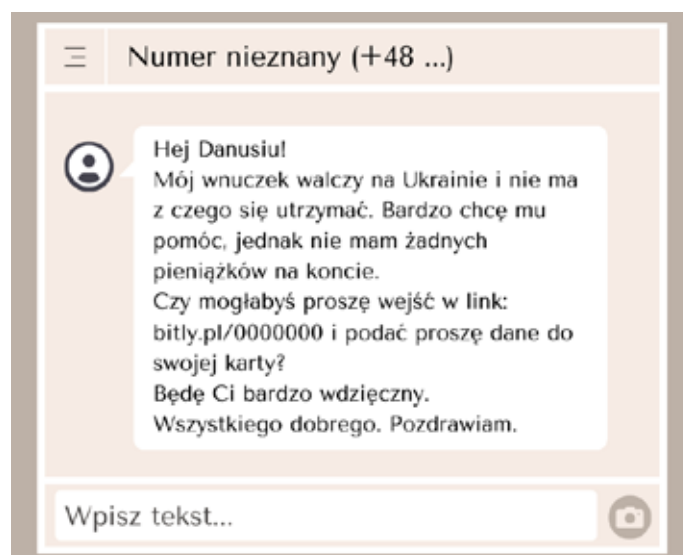 Numer nieznany (+48 ...)
Hej Danusiu!
Mój wnuczek walczy na Ukrainie i nie ma
z czego się utrzymać. Bardzo chcę mu
pomóc, jednak nie mam żadnych
pieniążków na koncie.
Czy mogłabyś proszę wejść w link:
bitly.pl/0000000 i podać proszę dane do
swojej karty?
Będę Ci bardzo wdzięczny.
Wszystkiego dobrego. Pozdrawiam.
Wpisz tekst...